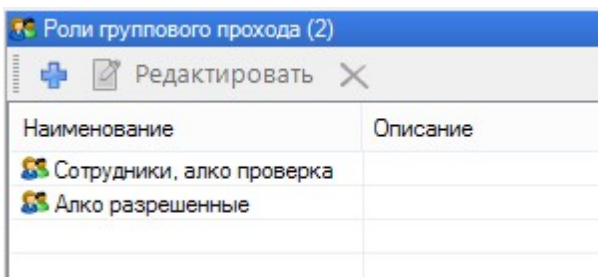 Роли группового прохода (2)
Редактировать
Наименование Описание
Сотрудники, алко проверка
Алко разрешенные